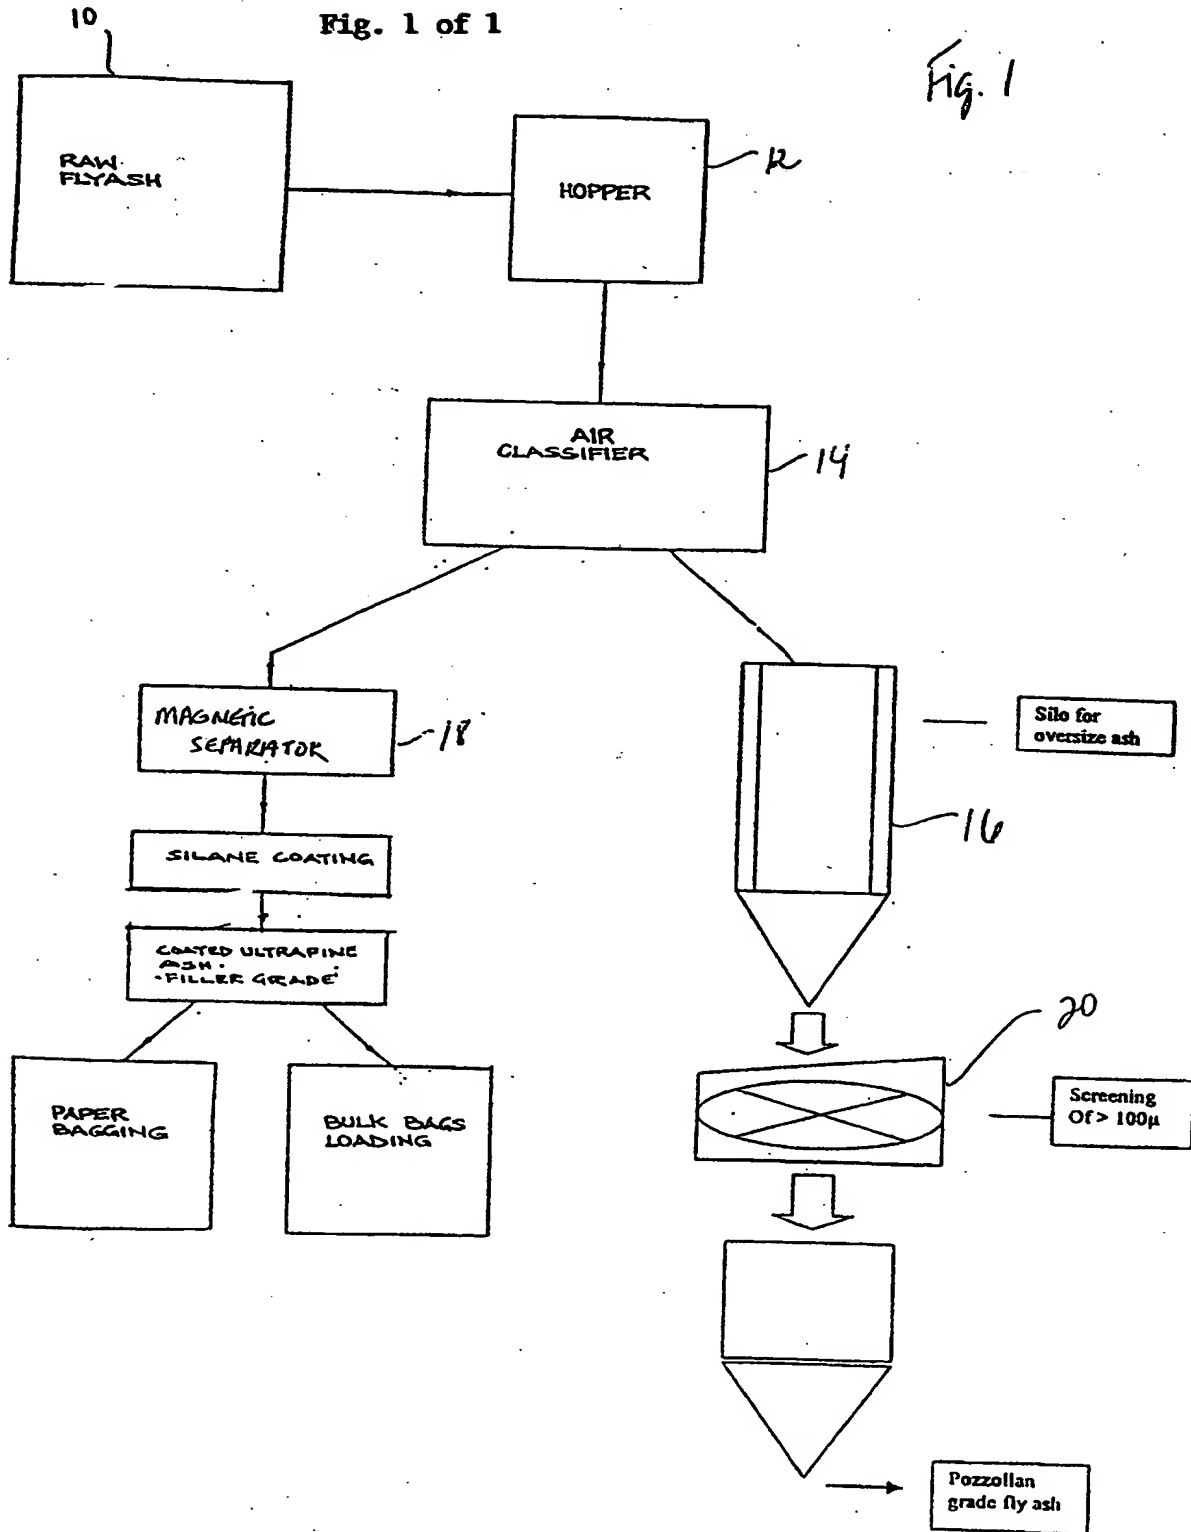 10
Fig. 1 of 1
Fig. 1
RAW
FLYASH
HOPPER
12
AIR
CLASSIFIER
14
MAGNETIC
SEPARATOR
18
Silo for
oversize ash
16
SILANE COATING
COATED ULTRAFINE
ASH.
FILLER GRADE
20
Screening
Of > 100µ
PAPER
BAGGING
BULK BAGS
LOADING
Pozzollan
grade fly ash